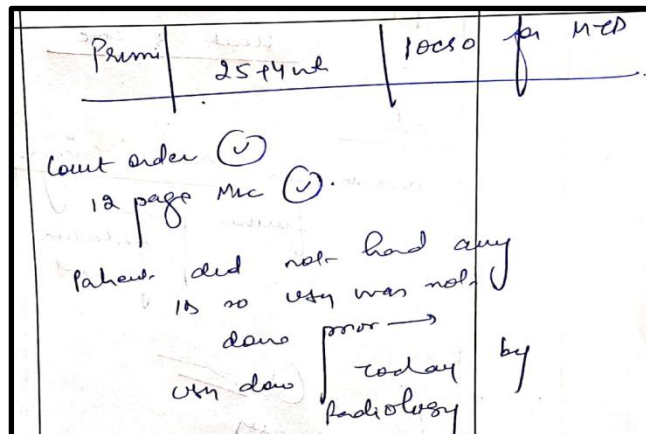 Primi | 25+4wk | POCSO for MTP
Court order ✓
12 page MLC ✓.
Patient did not had any
ID so USG was not
done prior →
USG done today by
Radiology